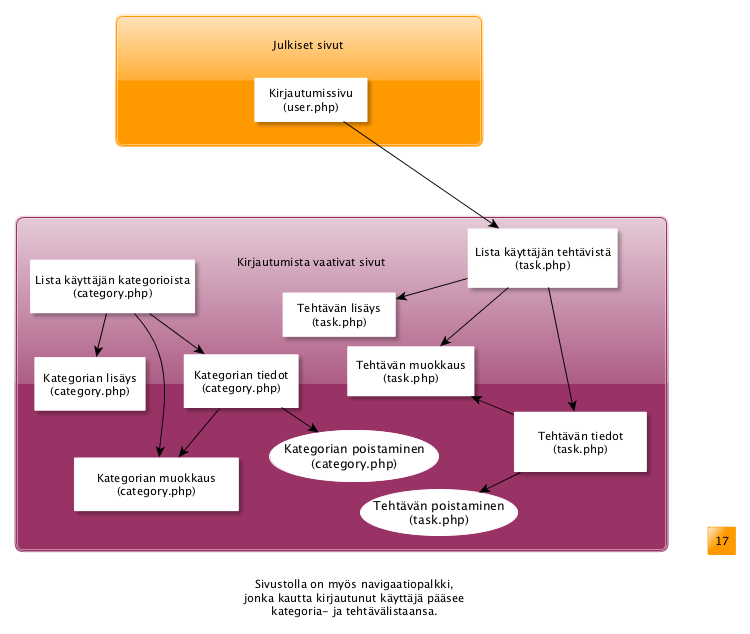 Julkiset sivut
Kirjautumissivu
(user.php)
Kirjautumista vaativat sivut
Lista käyttäjän tehtävistä
(task.php)
Lista käyttäjän kategorioista
(category.php)
Tehtävän lisäys
(task.php)
Kategorian lisäys
(category.php)
Kategorian tiedot
(category.php)
Tehtävän muokkaus
(task.php)
Tehtävän tiedot
(task.php)
Kategorian poistaminen
(category.php)
Kategorian muokkaus
(category.php)
Tehtävän poistaminen
(task.php)
17
Sivustolla on myös navigaatiopalkki,
jonka kautta kirjautunut käyttäjä pääsee
kategoria- ja tehtävälistaansa.